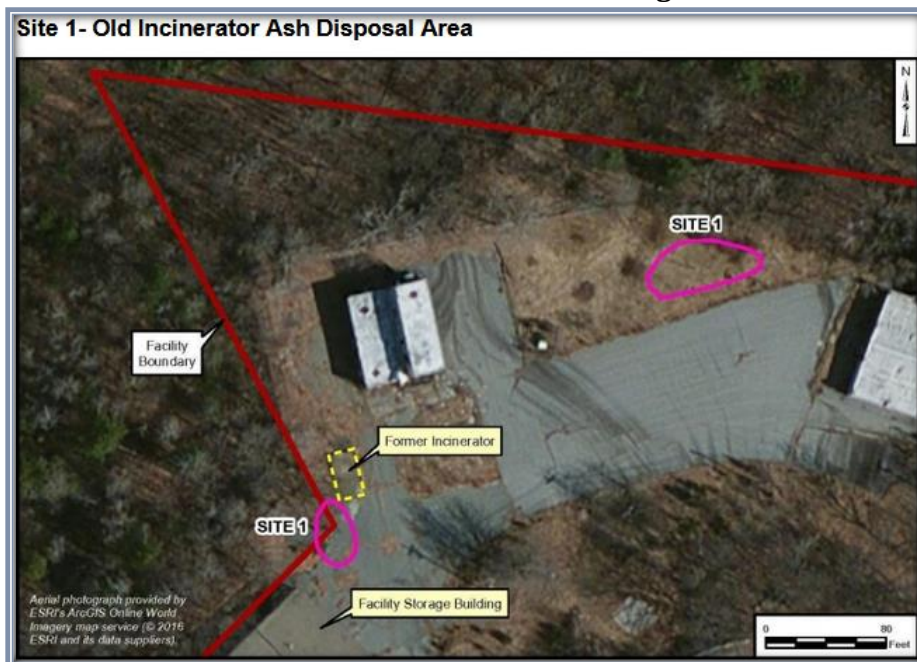 Site 1- Old Incinerator Ash Disposal Area
N
SITE 1
Facility
Boundary
Former Incinerator
SITE 1
Facility Storage Building
Aerial photograph provided by
ESRI's ArcGIS Online World
Imagery map service (© 2016
ESRI and its data suppliers).
0 80
Feet